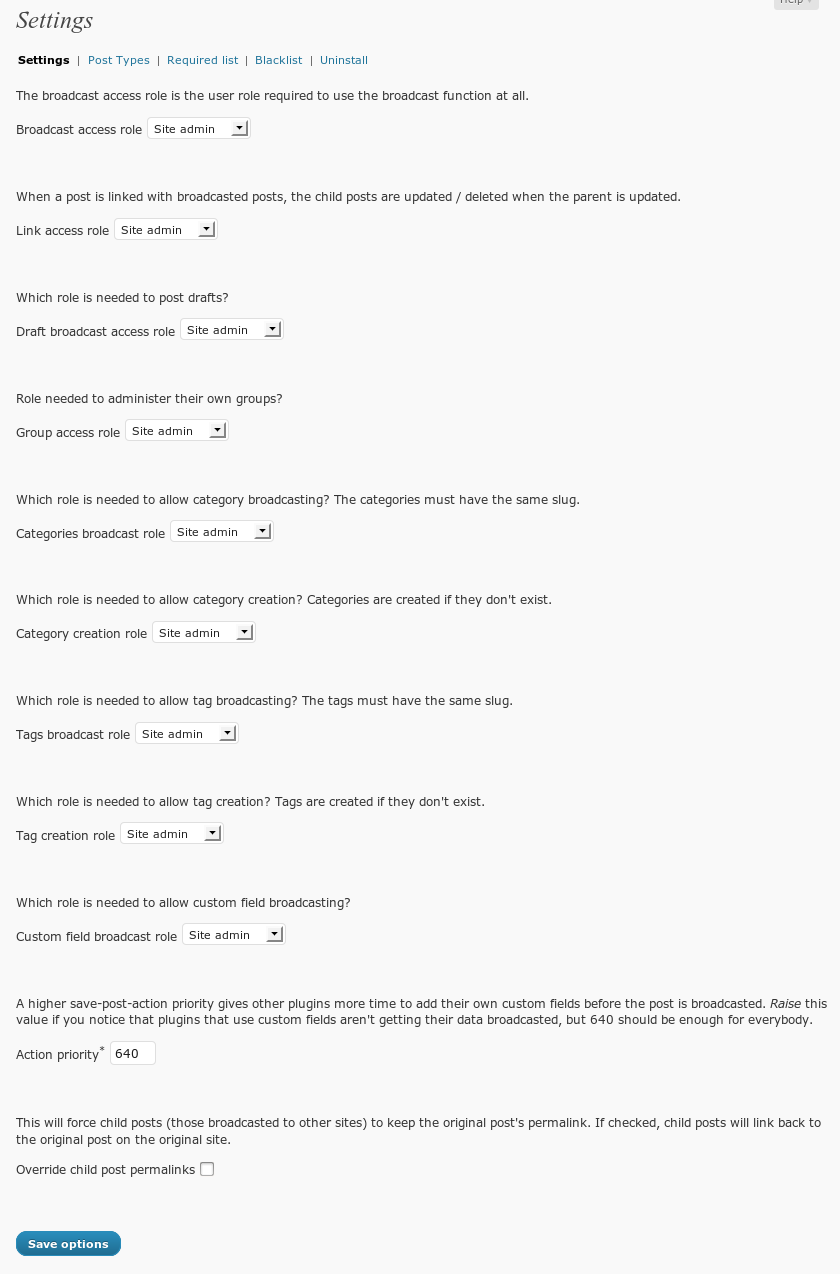 Help
Settings
Settings | Post Types | Required list | Blacklist | Uninstall
The broadcast access role is the user role required to use the broadcast function at all.
Broadcast access role Site admin
When a post is linked with broadcasted posts, the child posts are updated / deleted when the parent is updated.
Link access role Site admin
Which role is needed to post drafts?
Draft broadcast access role Site admin
Role needed to administer their own groups?
Group access role Site admin
Which role is needed to allow category broadcasting? The categories must have the same slug.
Categories broadcast role Site admin
Which role is needed to allow category creation? Categories are created if they don't exist.
Category creation role Site admin
Which role is needed to allow tag broadcasting? The tags must have the same slug.
Tags broadcast role Site admin
Which role is needed to allow tag creation? Tags are created if they don't exist.
Tag creation role Site admin
Which role is needed to allow custom field broadcasting?
Custom field broadcast role Site admin
A higher save-post-action priority gives other plugins more time to add their own custom fields before the post is broadcasted. Raise this
value if you notice that plugins that use custom fields aren't getting their data broadcasted, but 640 should be enough for everybody.
Action priority* 640
This will force child posts (those broadcasted to other sites) to keep the original post's permalink. If checked, child posts will link back to
the original post on the original site.
Override child post permalinks
Save options